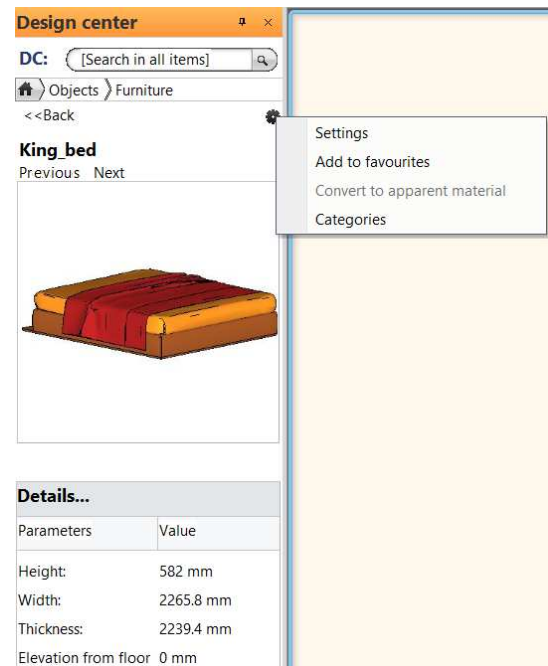 Design center
DC: [Search in all items]
Objects Furniture
<<Back
Settings
Add to favourites
Convert to apparent material
Categories
King_bed
Previous Next
Details...
Parameters Value
Height: 582 mm
Width: 2265.8 mm
Thickness: 2239.4 mm
Elevation from floor 0 mm